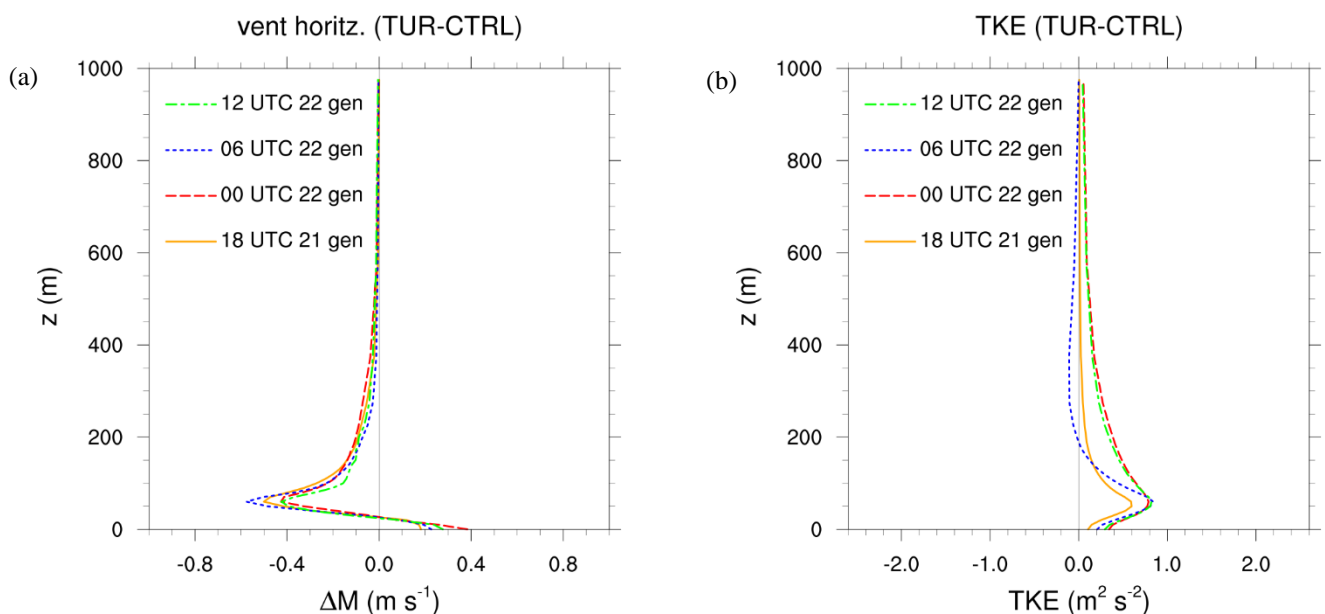 vent horitz. (TUR-CTRL)
(a)
1000
800
600
400
200
0
z (m)
12 UTC 22 gen
06 UTC 22 gen
00 UTC 22 gen
18 UTC 21 gen
-0.8 -0.4 0.0 0.4 0.8
ΔM (m s⁻¹)
TKE (TUR-CTRL)
(b)
1000
800
600
400
200
0
z (m)
12 UTC 22 gen
06 UTC 22 gen
00 UTC 22 gen
18 UTC 21 gen
-2.0 -1.0 0.0 1.0 2.0
TKE (m² s⁻²)